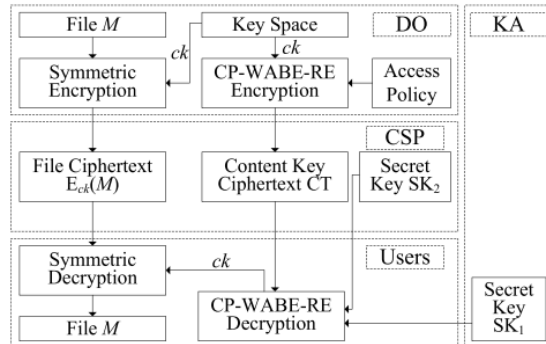 File M
Key Space
DO
KA
ck
ck
Symmetric
Encryption
CP-WABE-RE
Encryption
Access
Policy
CSP
File Ciphertext
E_ck(M)
Content Key
Ciphertext CT
Secret
Key SK₂
Users
Symmetric
Decryption
ck
CP-WABE-RE
Decryption
Secret
Key
SK₁
File M